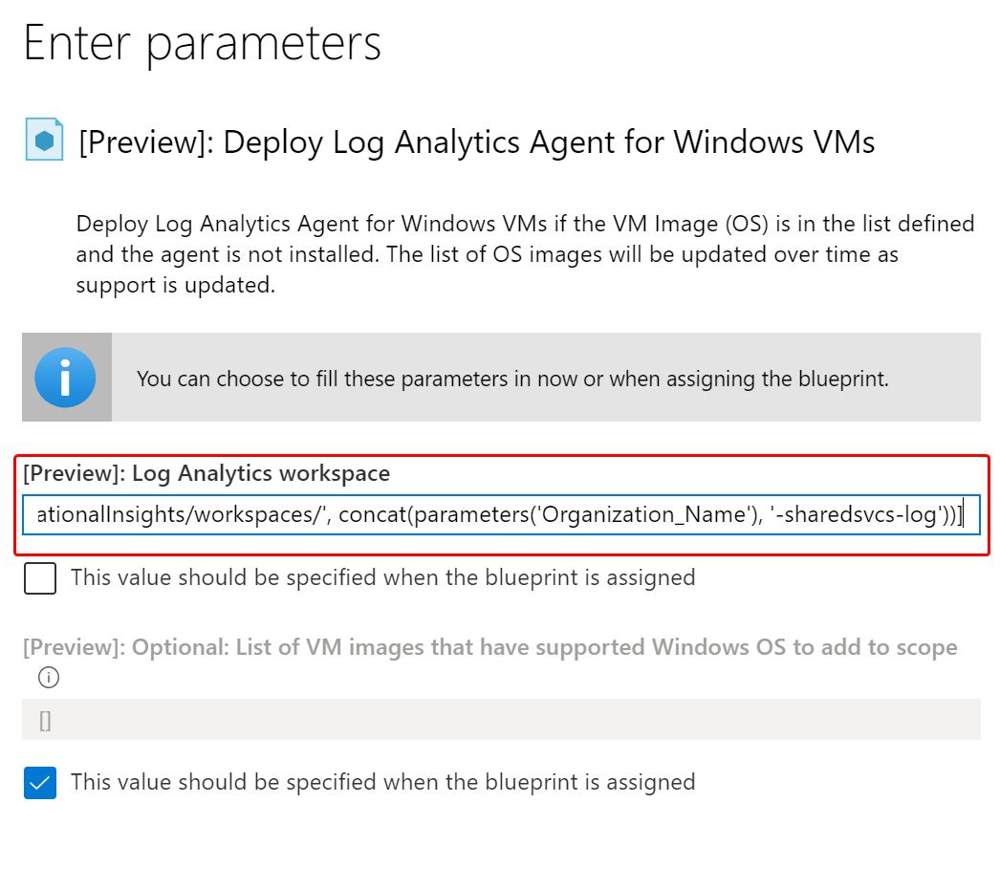 Enter parameters
[Preview]: Deploy Log Analytics Agent for Windows VMs
Deploy Log Analytics Agent for Windows VMs if the VM Image (OS) is in the list defined
and the agent is not installed. The list of OS images will be updated over time as
support is updated.
You can choose to fill these parameters in now or when assigning the blueprint.
[Preview]: Log Analytics workspace
ationalInsights/workspaces/', concat(parameters('Organization_Name'), '-sharedsvcs-log'))]
This value should be specified when the blueprint is assigned
[Preview]: Optional: List of VM images that have supported Windows OS to add to scope
[]
This value should be specified when the blueprint is assigned